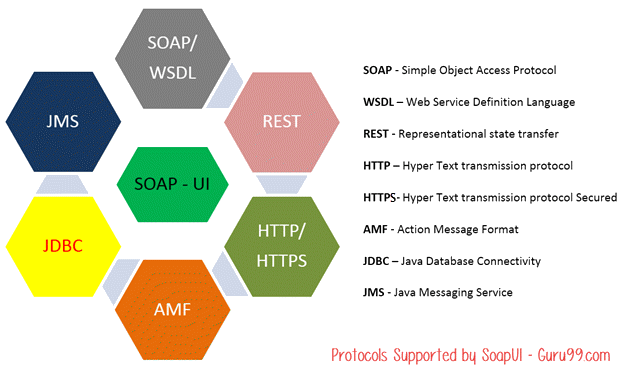 SOAP/
WSDL
JMS
REST
SOAP - UI
JDBC
HTTP/
HTTPS
AMF
SOAP - Simple Object Access Protocol
WSDL – Web Service Definition Language
REST - Representational state transfer
HTTP – Hyper Text transmission protocol
HTTPS- Hyper Text transmission protocol Secured
AMF - Action Message Format
JDBC – Java Database Connectivity
JMS - Java Messaging Service
Protocols Supported by SoapUI - Guru99.com